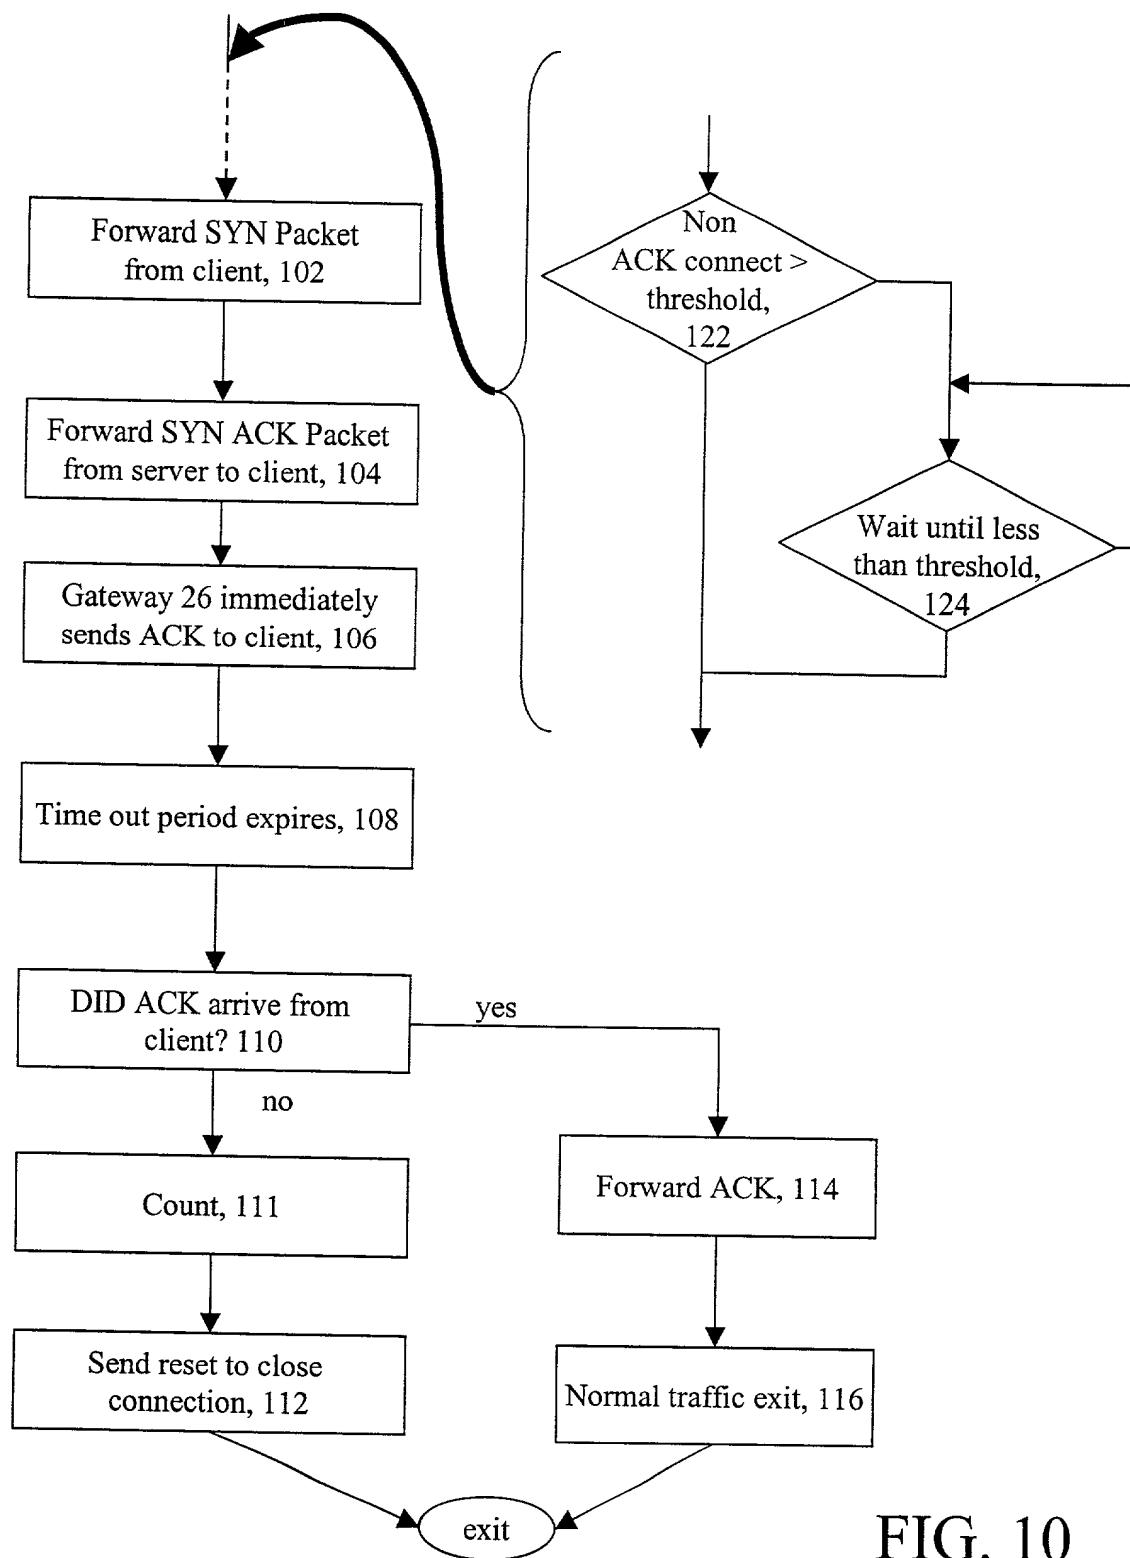 Forward SYN Packet
from client, 102
Forward SYN ACK Packet
from server to client, 104
Gateway 26 immediately
sends ACK to client, 106
Time out period expires, 108
DID ACK arrive from
client? 110
yes
no
Count, 111
Send reset to close
connection, 112
Forward ACK, 114
Normal traffic exit, 116
exit
Non
ACK connect >
threshold,
122
Wait until less
than threshold,
124
FIG. 10